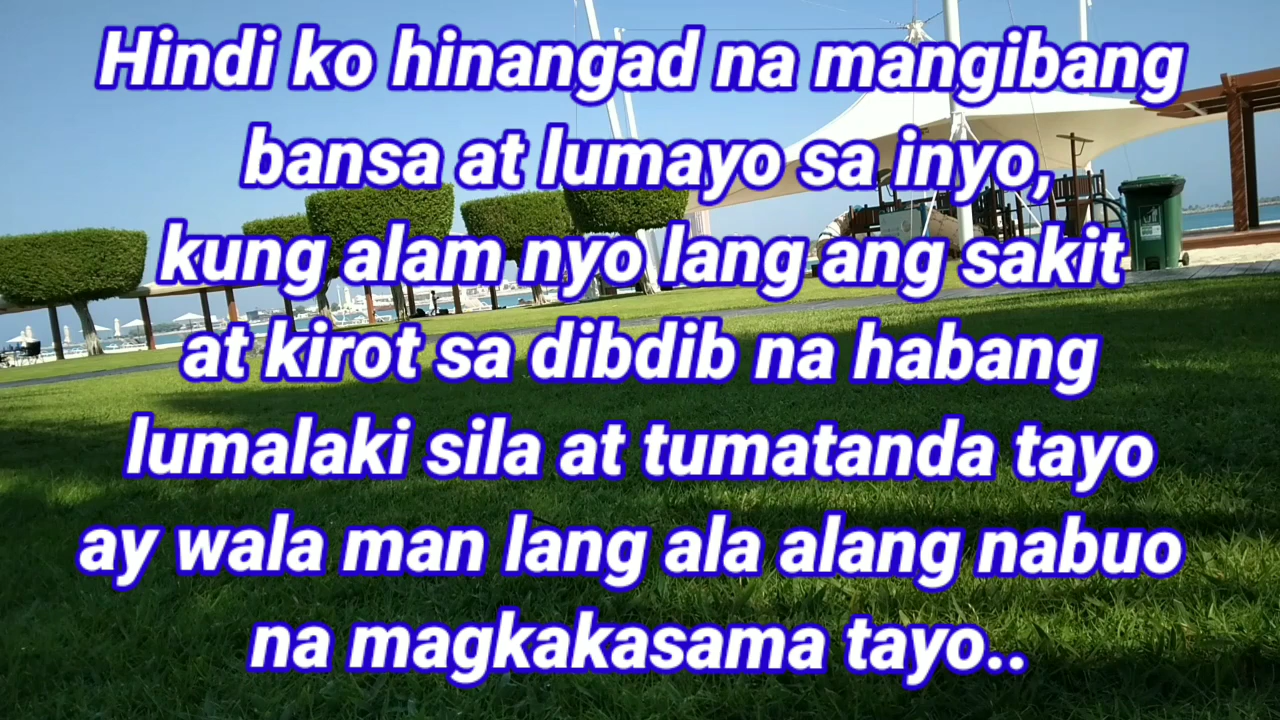 Hindi ko hinangad na mangibang
bansa at lumayo sa inyo,
kung alam nyo lang ang sakit
at kirot sa dibdib na habang
lumalaki sila at tumatanda tayo
ay wala man lang ala alang nabuo
na magkakasama tayo..